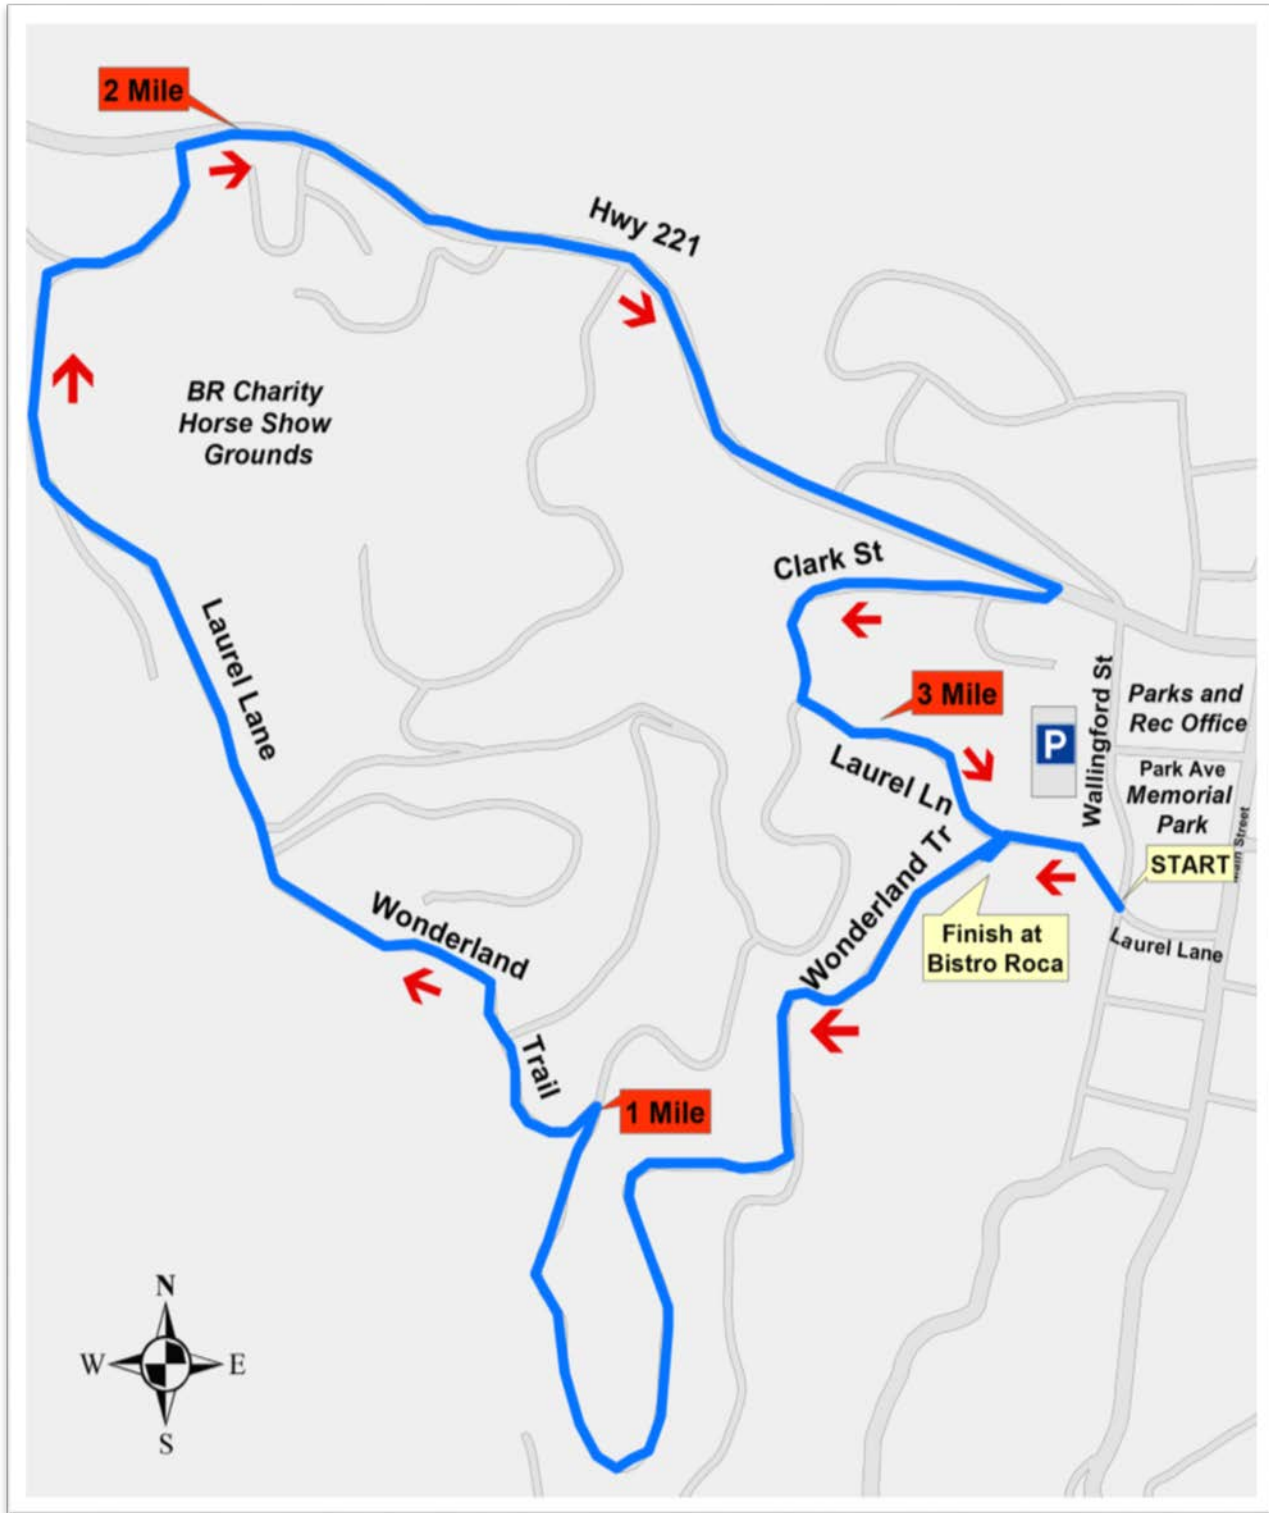 2 Mile
Hwy 221
BR Charity
Horse Show
Grounds
Clark St
Laurel Lane
3 Mile
Wallingford St
Parks and
Rec Office
P
Park Ave
Memorial
Park
Main Street
Laurel Ln
START
Wonderland Tr
Wonderland
Finish at
Bistro Roca
Laurel Lane
Trail
1 Mile
N
W E
S